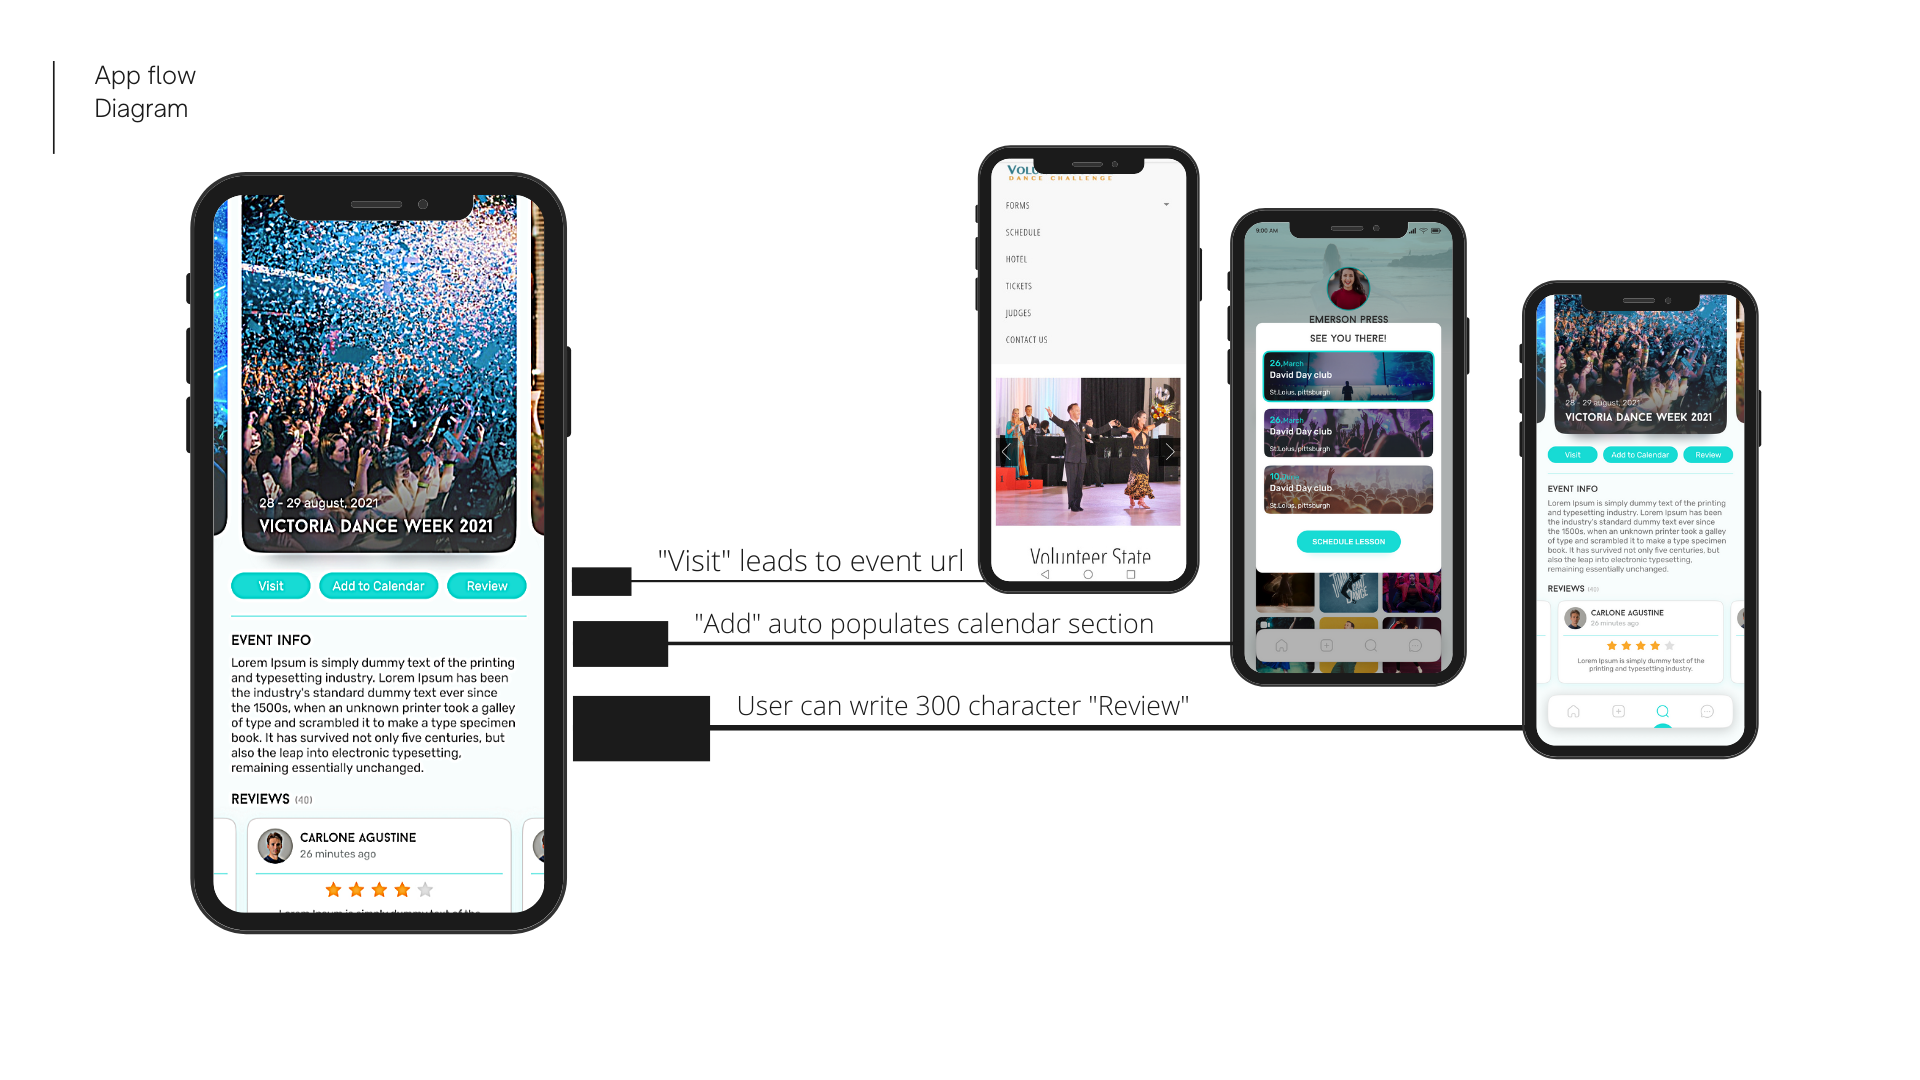 App flow
Diagram
28 - 29 august, 2021
VICTORIA DANCE WEEK 2021
Visit
Add to Calendar
Review
EVENT INFO
Lorem Ipsum is simply dummy text of the printing
and typesetting industry. Lorem Ipsum has been
the industry's standard dummy text ever since
the 1500s, when an unknown printer took a galley
of type and scrambled it to make a type specimen
book. It has survived not only five centuries, but
also the leap into electronic typesetting,
remaining essentially unchanged.
REVIEWS (40)
CARLONE AGUSTINE
26 minutes ago
Lorem Ipsum is simply dummy text of the
"Visit" leads to event url
"Add" auto populates calendar section
User can write 300 character "Review"
DANCE CHALLENGE
FORMS
SCHEDULE
HOTEL
TICKETS
JUDGES
CONTACT US
Volunteer State
9:00 AM
EMERSON PRESS
SEE YOU THERE!
26,March
David Day club
St.Loius, pittsburgh
26,March
David Day club
St.Loius, pittsburgh
David Day club
St.Loius, pittsburgh
SCHEDULE LESSON
DANCE
28 - 29 august, 2021
VICTORIA DANCE WEEK 2021
Visit
Add to Calendar
Review
EVENT INFO
Lorem Ipsum is simply dummy text of the printing
and typesetting industry. Lorem Ipsum has been
the industry's standard dummy text ever since
the 1500s, when an unknown printer took a galley
of type and scrambled it to make a type specimen
book. It has survived not only five centuries, but
also the leap into electronic typesetting,
remaining essentially unchanged.
REVIEWS (40)
CARLONE AGUSTINE
26 minutes ago
Lorem Ipsum is simply dummy text of the
printing and typesetting industry.